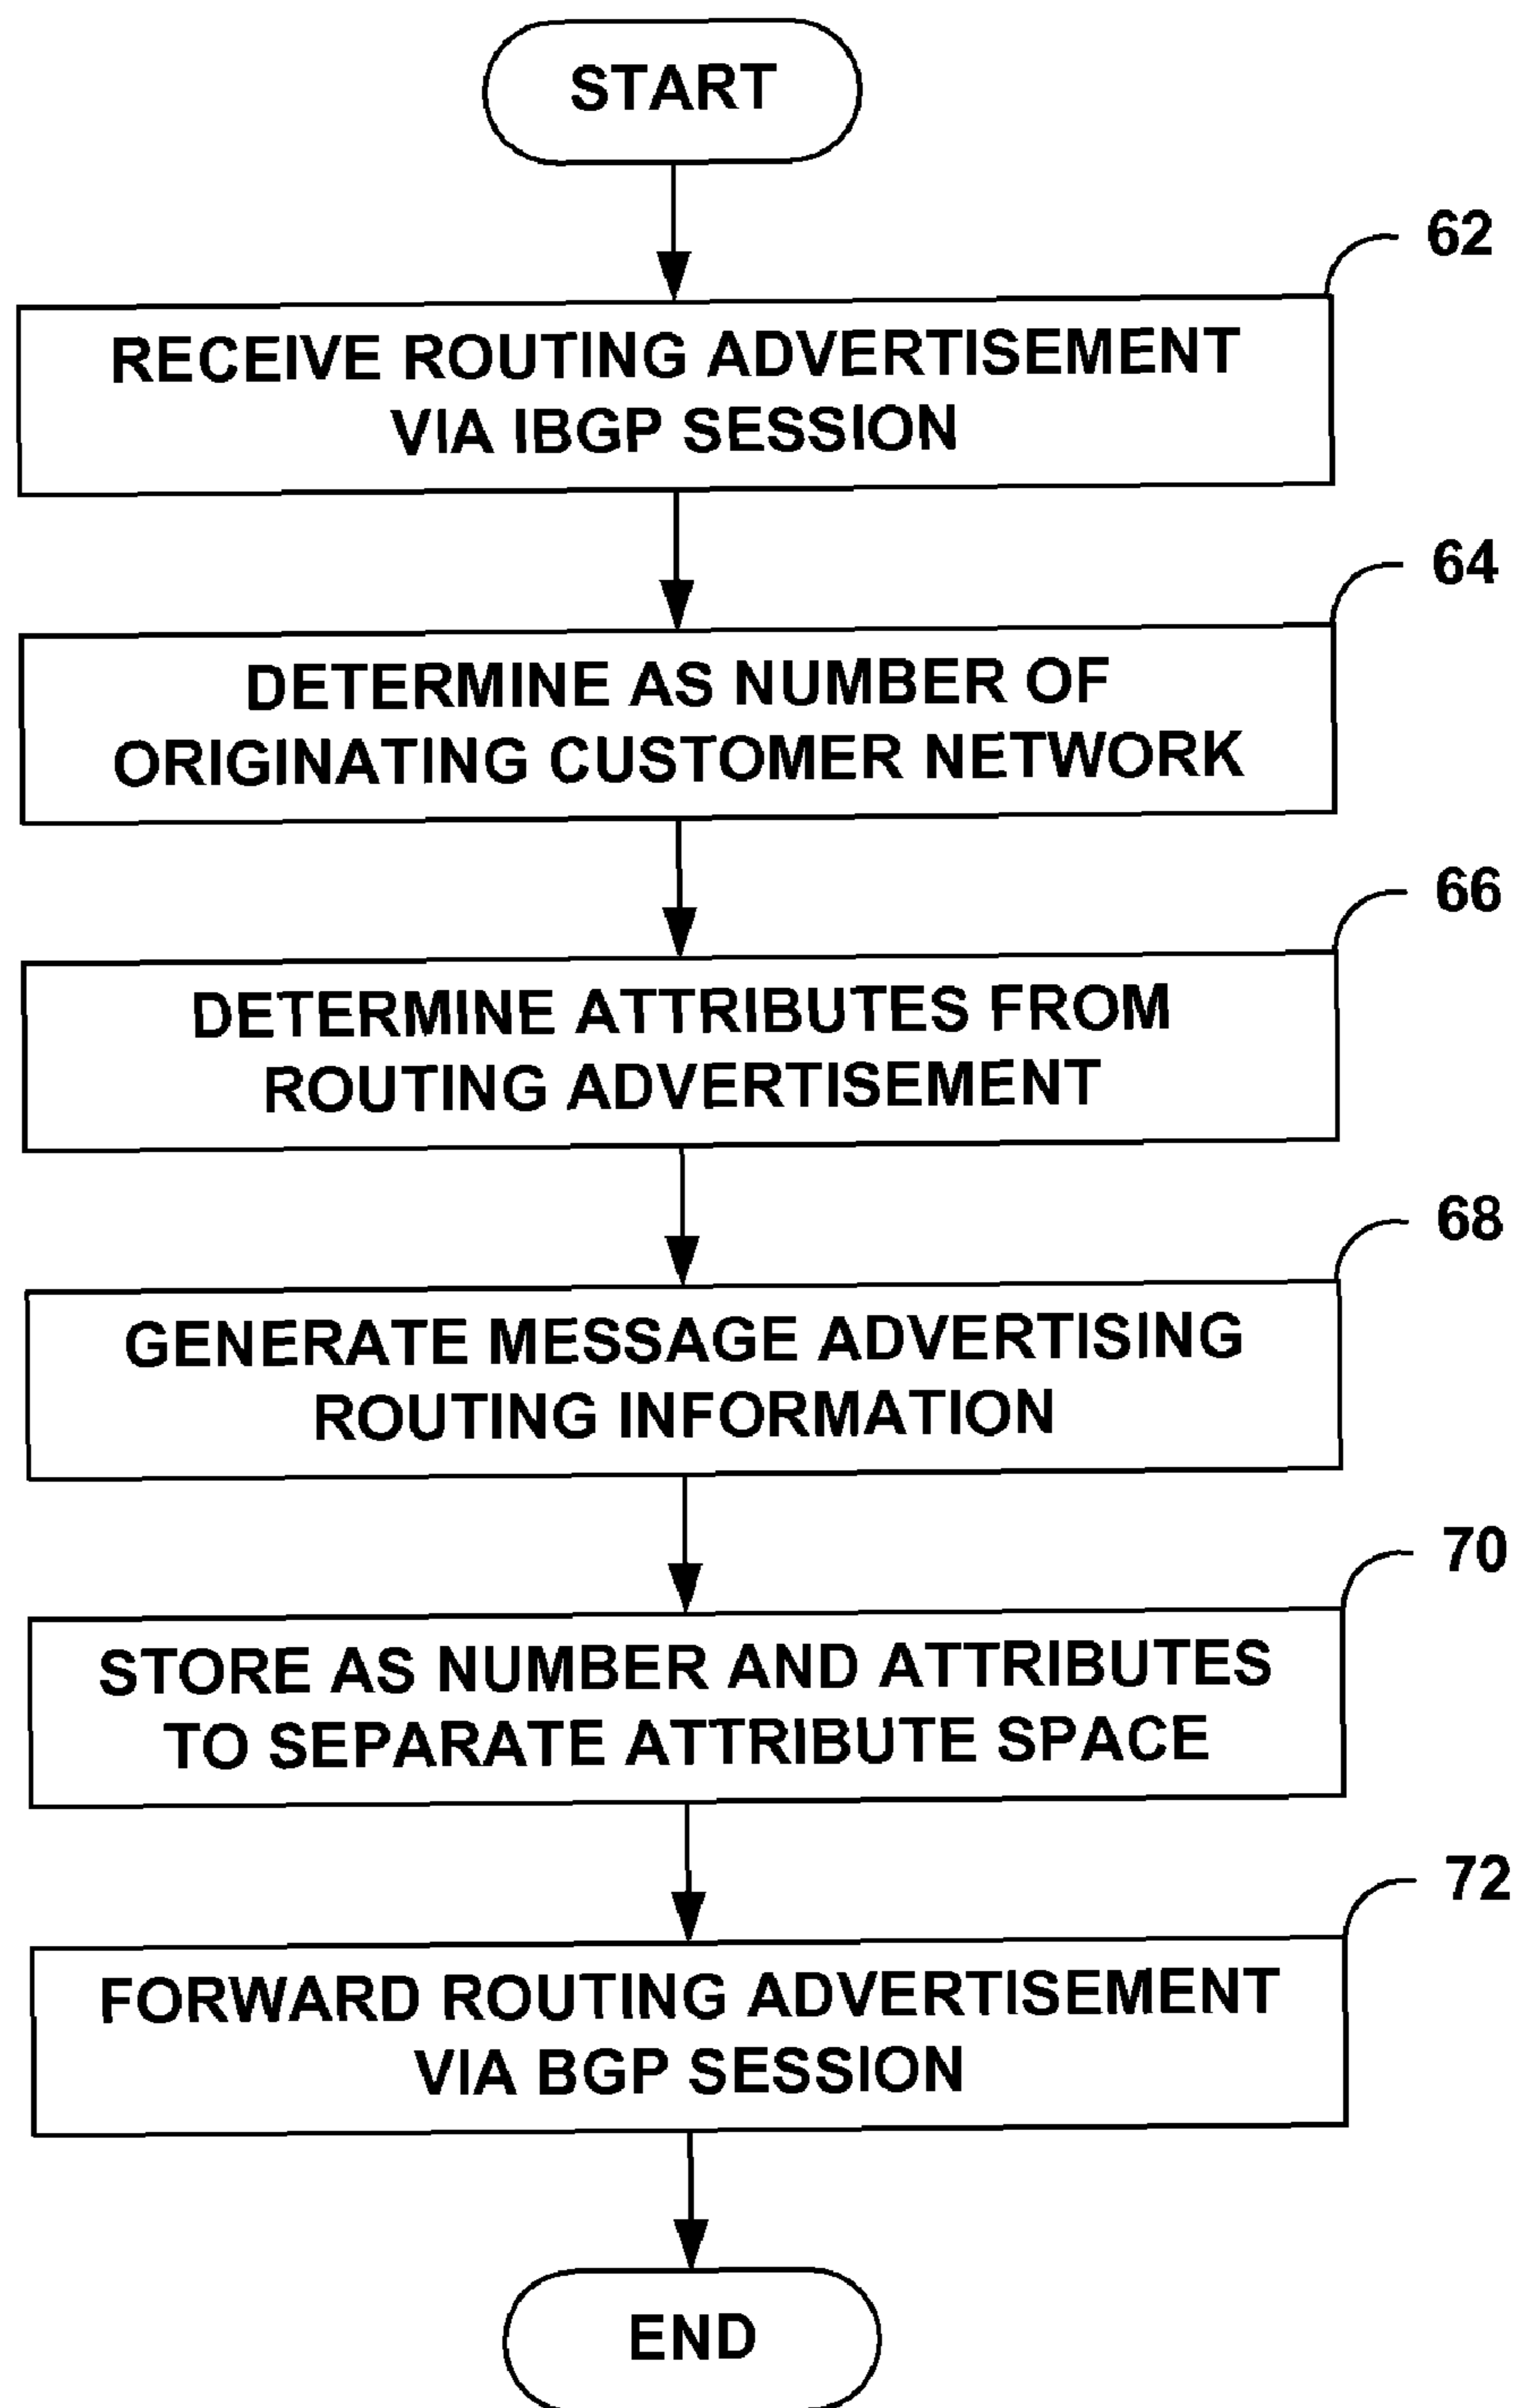 START
62
RECEIVE ROUTING ADVERTISEMENT
VIA IBGP SESSION
64
DETERMINE AS NUMBER OF
ORIGINATING CUSTOMER NETWORK
66
DETERMINE ATTRIBUTES FROM
ROUTING ADVERTISEMENT
68
GENERATE MESSAGE ADVERTISING
ROUTING INFORMATION
70
STORE AS NUMBER AND ATTRIBUTES
TO SEPARATE ATTRIBUTE SPACE
72
FORWARD ROUTING ADVERTISEMENT
VIA BGP SESSION
END